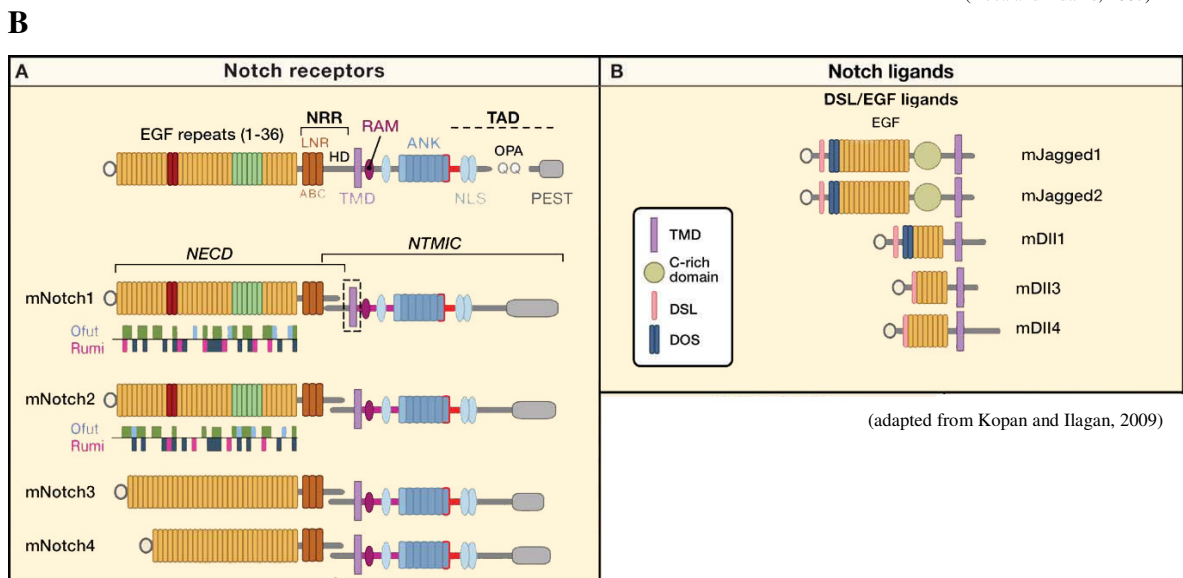 B
A
Notch receptors
EGF repeats (1-36)
NRR
LNR
HD
ABC
TMD
RAM
ANK
NLS
TAD
OPA
QQ
PEST
NECD
NTMIC
mNotch1
Ofut
Rumi
mNotch2
Ofut
Rumi
mNotch3
mNotch4
B
Notch ligands
DSL/EGF ligands
EGF
mJagged1
mJagged2
mDll1
mDll3
mDll4
TMD
C-rich
domain
DSL
DOS
(adapted from Kopan and Ilagan, 2009)